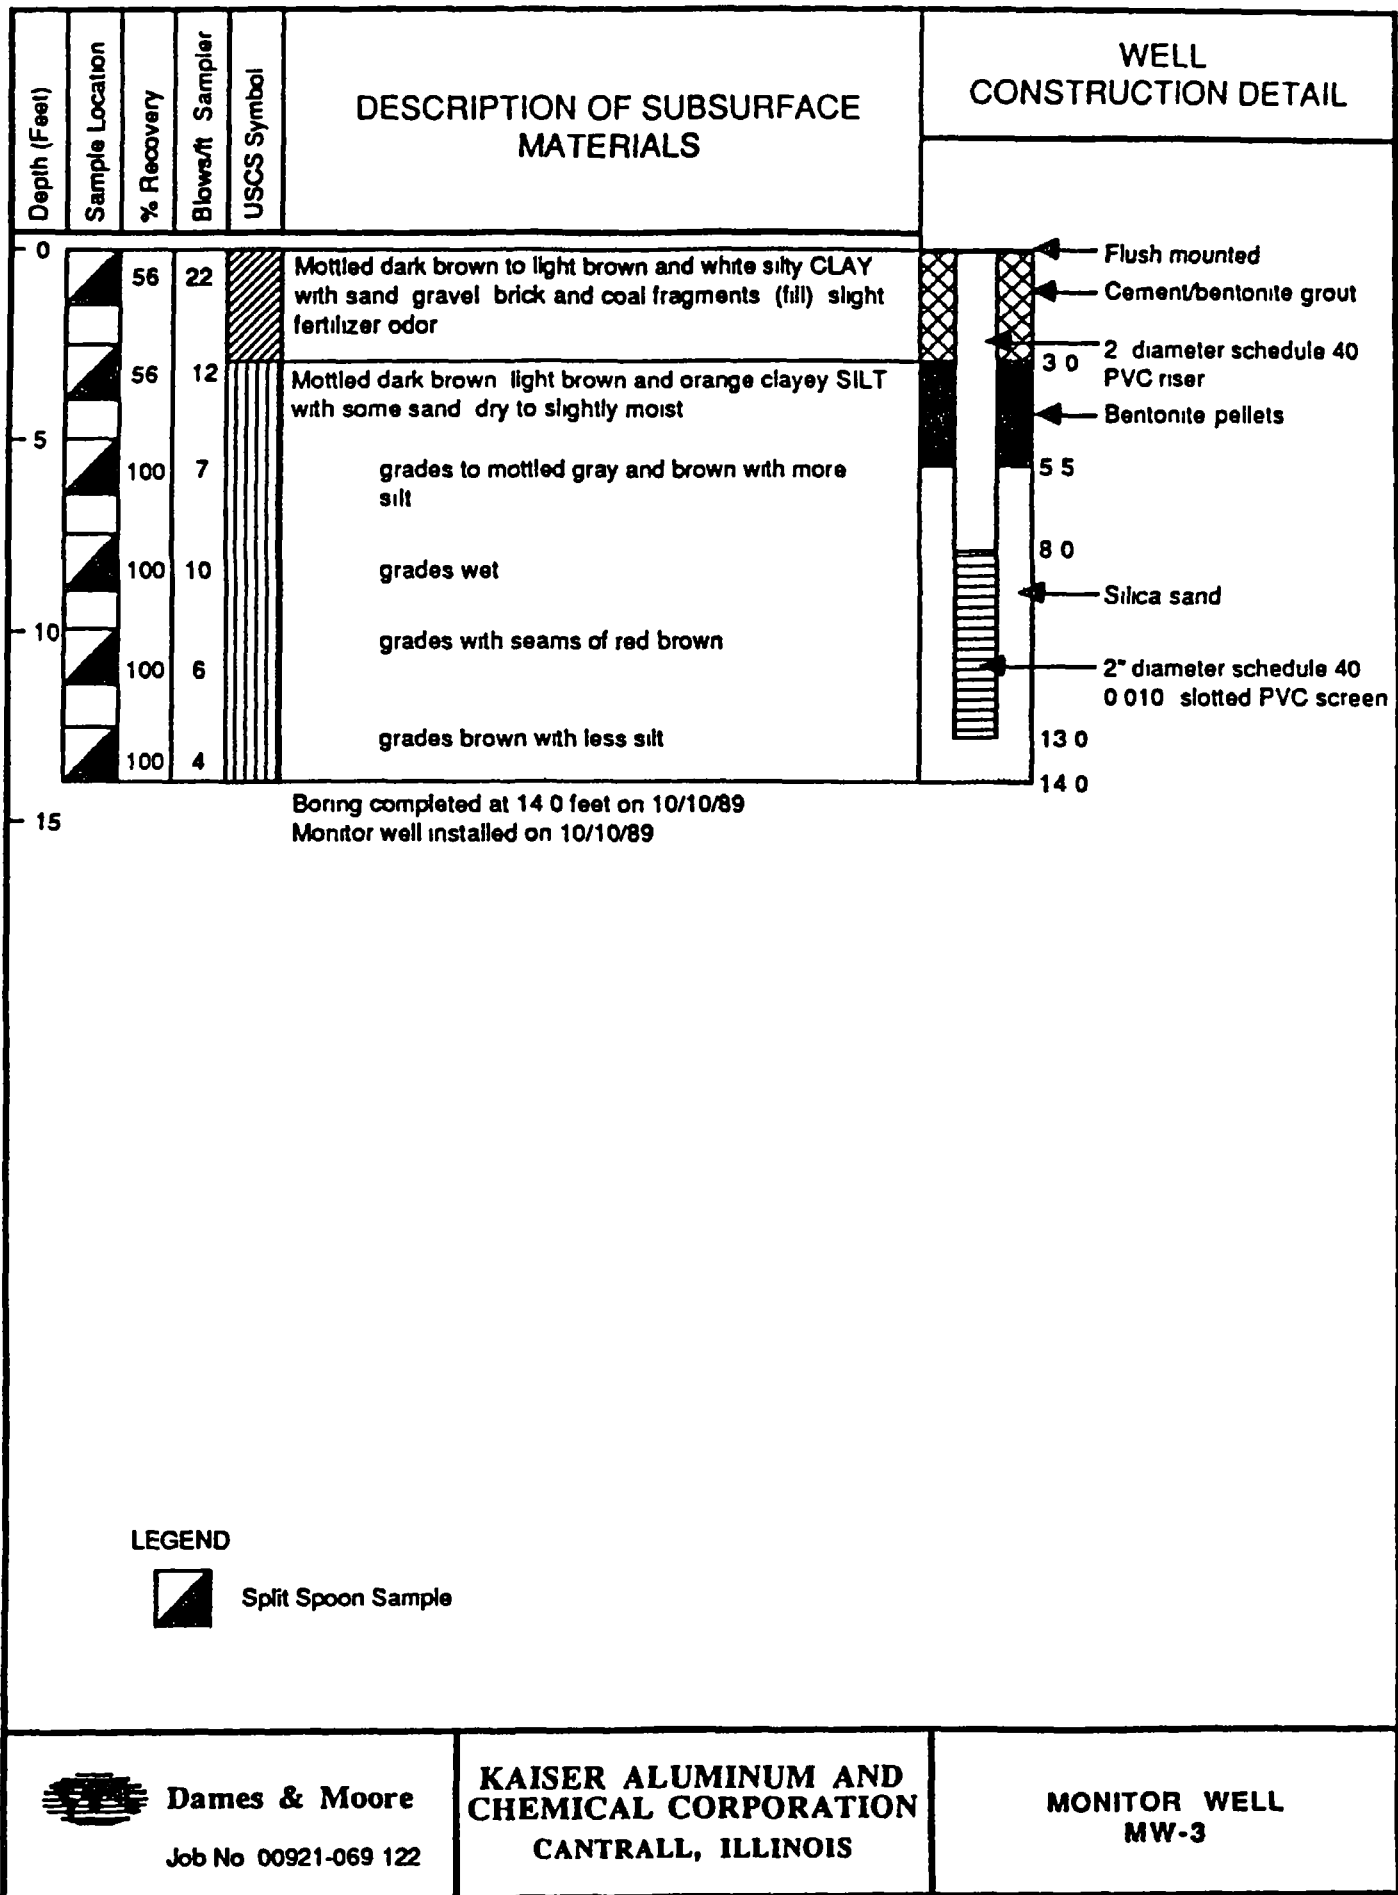 Depth (Feet)
Sample Location
% Recovery
Blows/ft Sampler
USCS Symbol
DESCRIPTION OF SUBSURFACE
MATERIALS
WELL
CONSTRUCTION DETAIL
0
56
22
Mottled dark brown to light brown and white silty CLAY
with sand gravel brick and coal fragments (fill) slight
fertilizer odor
Flush mounted
Cement/bentonite grout
2 diameter schedule 40
PVC riser
3 0
56
12
Mottled dark brown light brown and orange clayey SILT
with some sand dry to slightly moist
Bentonite pellets
5
100
7
grades to mottled gray and brown with more
silt
5 5
8 0
100
10
grades wet
Silica sand
10
100
6
grades with seams of red brown
2" diameter schedule 40
0 010 slotted PVC screen
100
4
grades brown with less silt
13 0
14 0
Boring completed at 14 0 feet on 10/10/89
Monitor well installed on 10/10/89
15
LEGEND
Split Spoon Sample
Dames & Moore
Job No 00921-069 122
KAISER ALUMINUM AND
CHEMICAL CORPORATION
CANTRALL, ILLINOIS
MONITOR WELL
MW-3